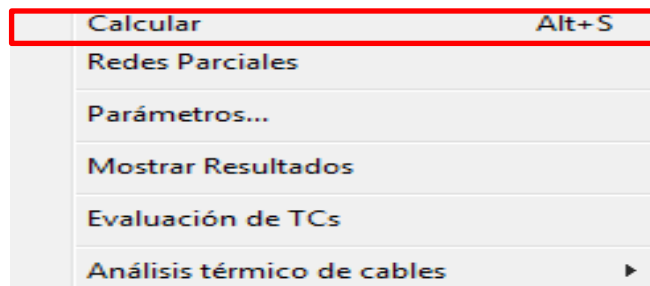 Calcular Alt+S
Redes Parciales
Parámetros...
Mostrar Resultados
Evaluación de TCs
Análisis térmico de cables